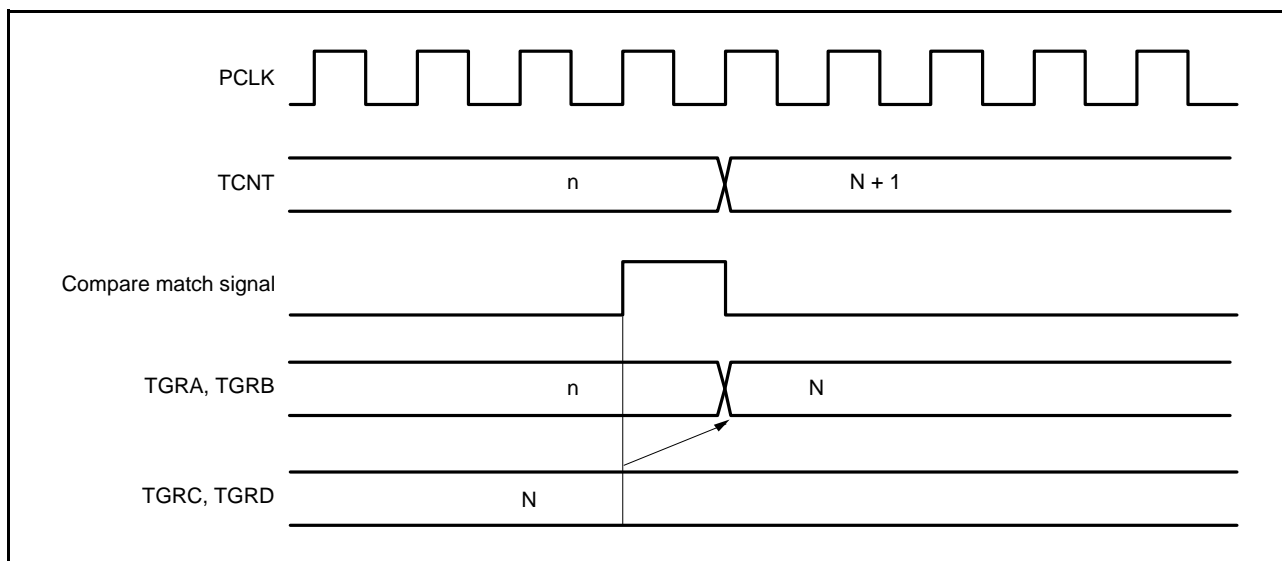 PCLK
TCNT n N + 1
Compare match signal
TGRA, TGRB n N
TGRC, TGRD N